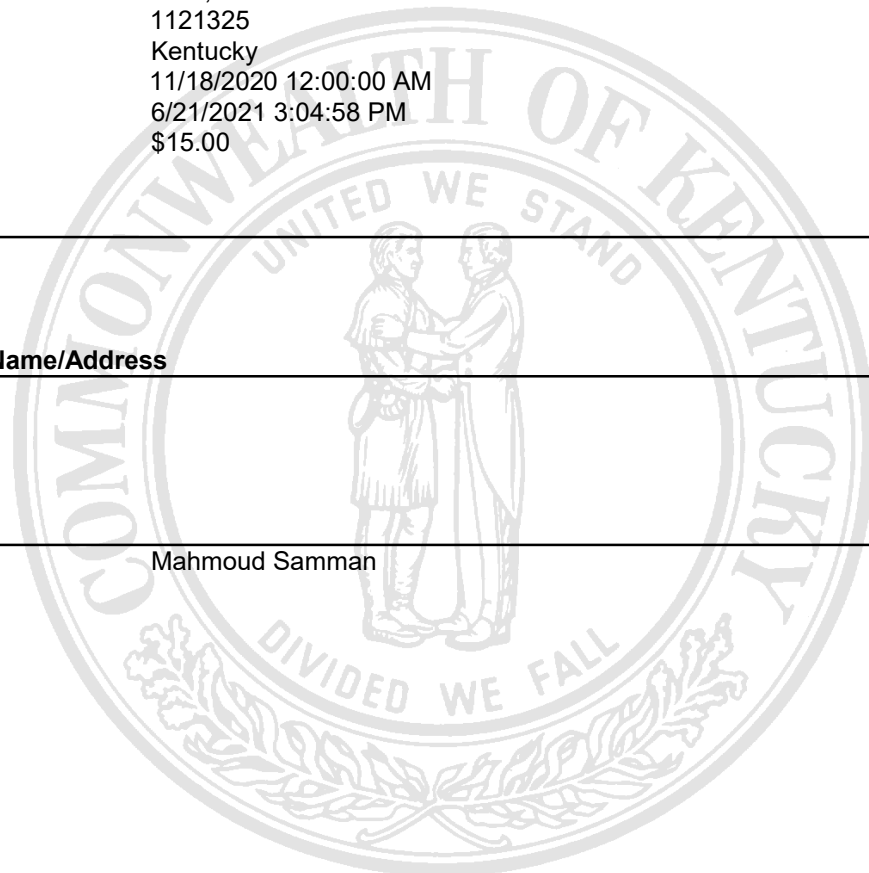 1121325
Kentucky
11/18/2020 12:00:00 AM
6/21/2021 3:04:58 PM
$15.00
COMMONWEALTH OF KENTUCKY
UNITED WE STAND
Name/Address
Mahmoud Samman
DIVIDED WE FALL